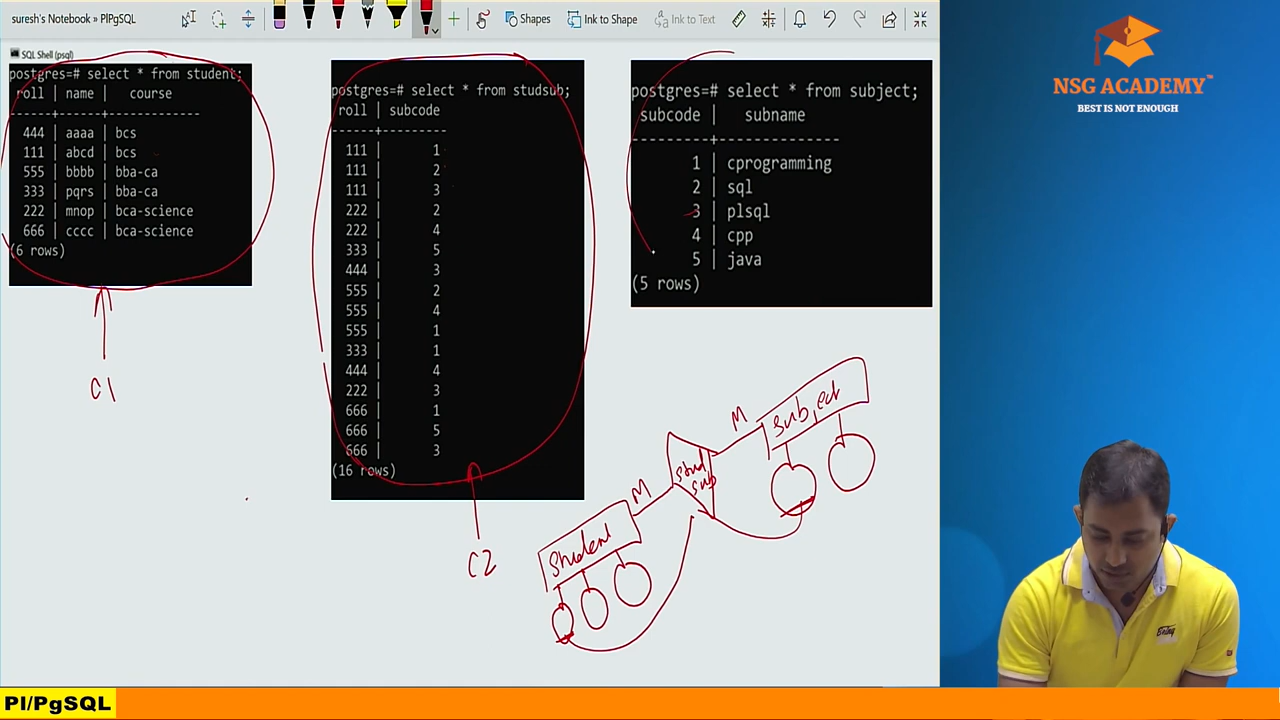 suresh's Notebook » PlPgSQL
Shapes
Ink to Shape
Ink to Text
SQL Shell (psql)
postgres=# select * from student;
roll | name | course
------+------+-------------
444 | aaaa | bcs
111 | abcd | bcs
555 | bbbb | bba-ca
333 | pqrs | bba-ca
222 | mnop | bca-science
666 | cccc | bca-science
(6 rows)
C1
postgres=# select * from studsub;
roll | subcode
------+---------
111 | 1
111 | 2
111 | 3
222 | 2
222 | 4
333 | 5
444 | 3
555 | 2
555 | 4
555 | 1
333 | 1
444 | 4
222 | 3
666 | 1
666 | 5
666 | 3
(16 rows)
C2
postgres=# select * from subject;
subcode | subname
---------+--------------
1 | cprogramming
2 | sql
3 | plsql
4 | cpp
5 | java
(5 rows)
Subject
M
Stud
Sub
M
Student
NSG ACADEMY™
BEST IS NOT ENOUGH
Being
Pl/PgSQL